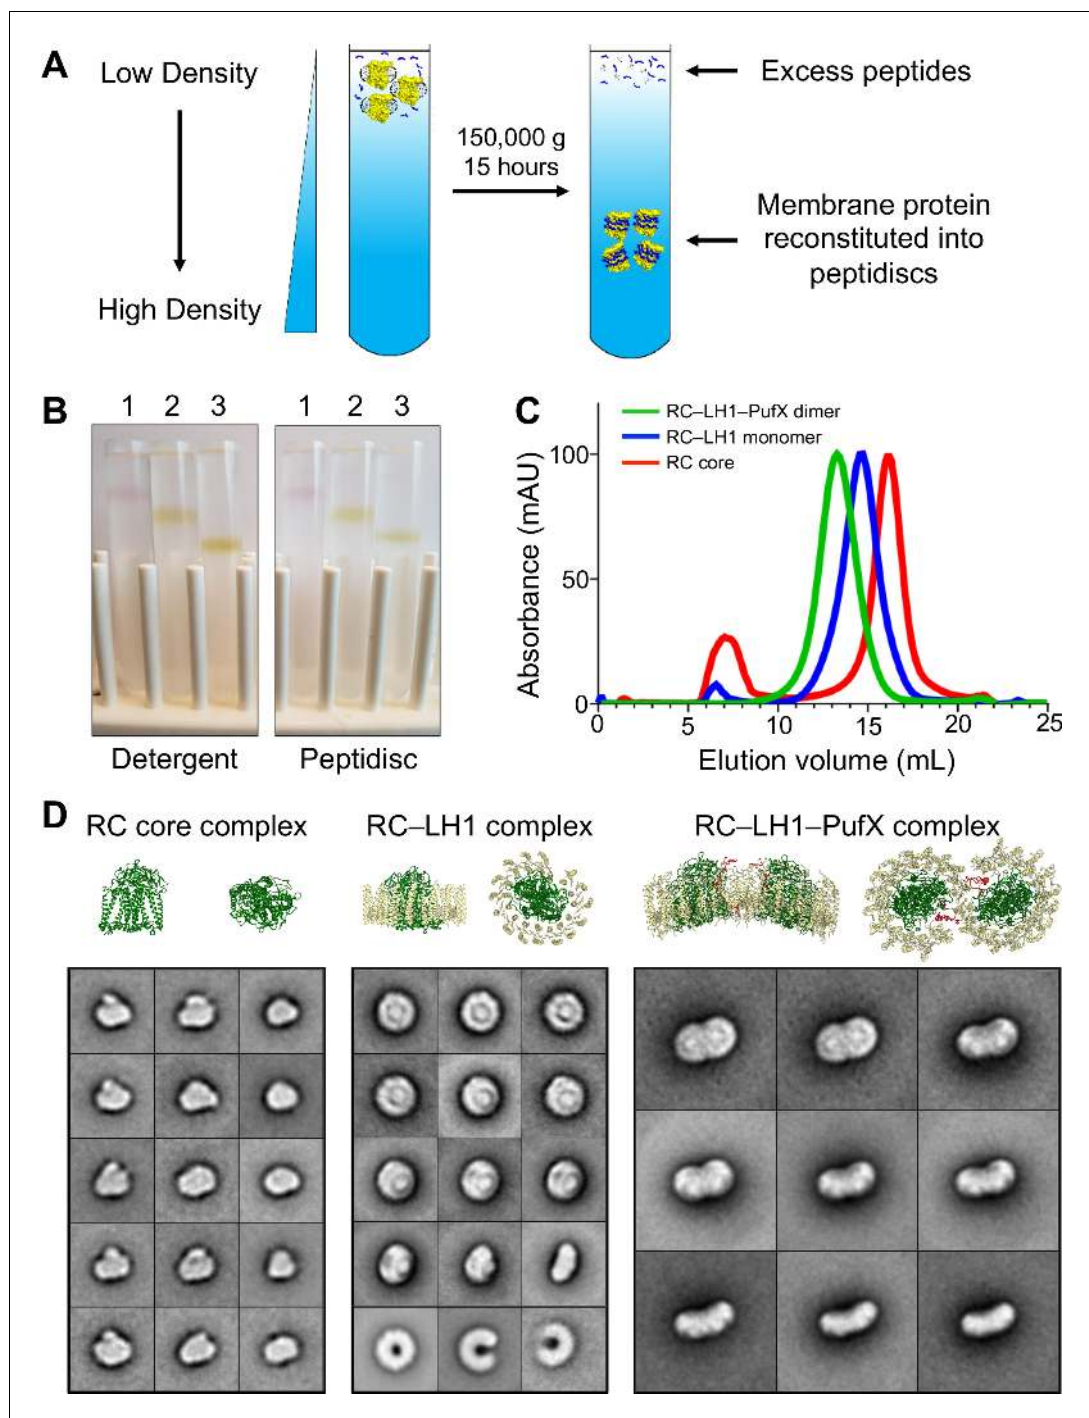 A
Low Density
High Density
150,000 g
15 hours
Excess peptides
Membrane protein
reconstituted into
peptidiscs
B
1 2 3
1 2 3
Detergent
Peptidisc
C
RC–LH1–PufX dimer
RC–LH1 monomer
RC core
Absorbance (mAU)
100
50
0
0 5 10 15 20 25
Elution volume (mL)
D
RC core complex
RC–LH1 complex
RC–LH1–PufX complex